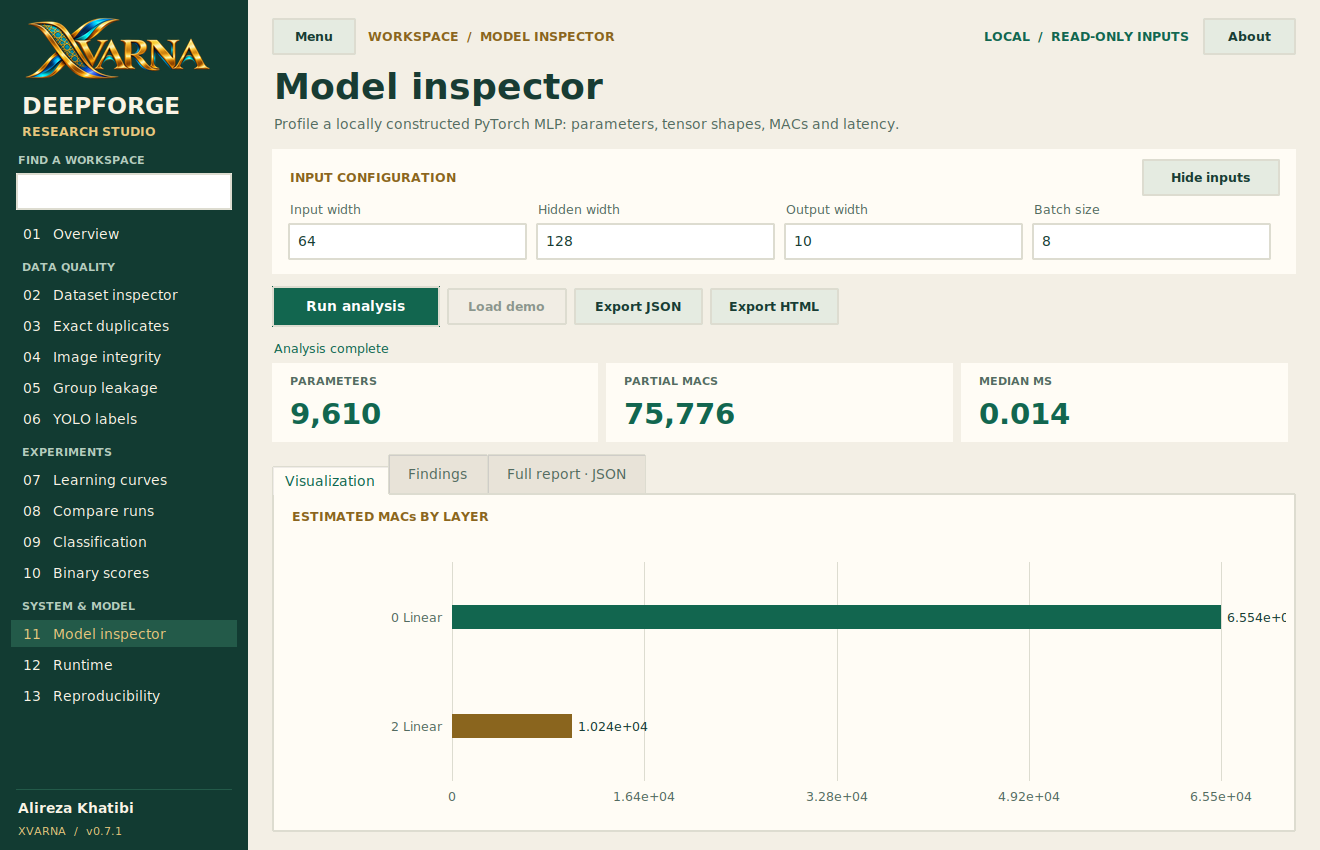 XVARNA
DEEPFORGE
RESEARCH STUDIO
FIND A WORKSPACE
01 Overview
DATA QUALITY
02 Dataset inspector
03 Exact duplicates
04 Image integrity
05 Group leakage
06 YOLO labels
EXPERIMENTS
07 Learning curves
08 Compare runs
09 Classification
10 Binary scores
SYSTEM & MODEL
11 Model inspector
12 Runtime
13 Reproducibility
Alireza Khatibi
XVARNA / v0.7.1
Menu WORKSPACE / MODEL INSPECTOR LOCAL / READ-ONLY INPUTS About
Model inspector
Profile a locally constructed PyTorch MLP: parameters, tensor shapes, MACs and latency.
INPUT CONFIGURATION Hide inputs
Input width Hidden width Output width Batch size
64 128 10 8
Run analysis Load demo Export JSON Export HTML
Analysis complete
PARAMETERS PARTIAL MACS MEDIAN MS
9,610 75,776 0.014
Visualization Findings Full report · JSON
ESTIMATED MACs BY LAYER
0 Linear 6.554e+0
2 Linear 1.024e+04
0 1.64e+04 3.28e+04 4.92e+04 6.55e+04